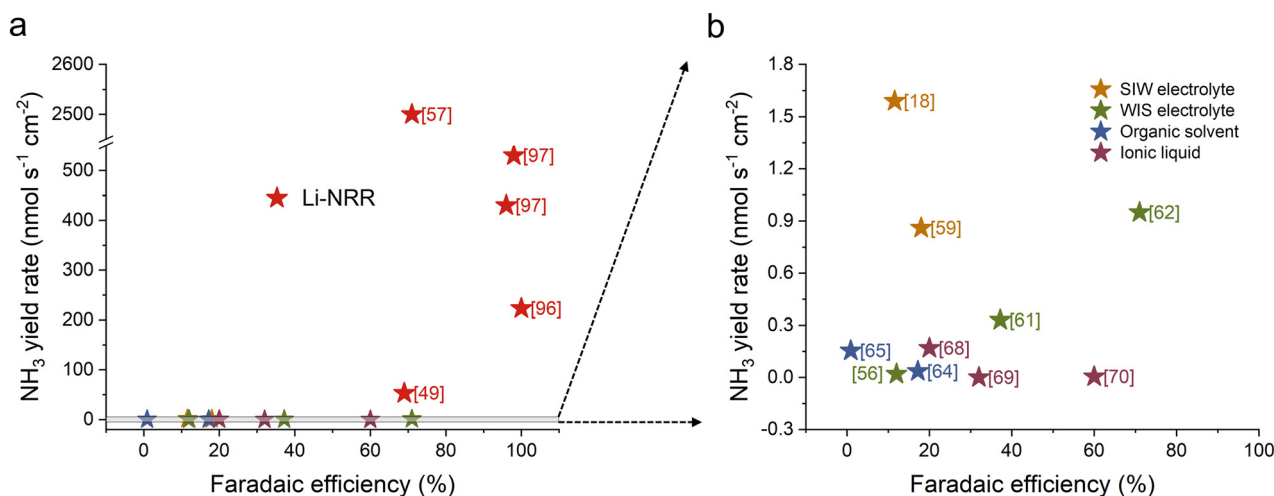 a
NH3 yield rate (nmol s-1 cm-2)
2600
2500
500
400
300
200
100
0
[57]
[97]
Li-NRR
[97]
[96]
[49]
0 20 40 60 80 100
Faradaic efficiency (%)
b
NH3 yield rate (nmol s-1 cm-2)
1.8
1.5
1.2
0.9
0.6
0.3
0.0
-0.3
[18]
SIW electrolyte
WIS electrolyte
Organic solvent
Ionic liquid
[62]
[59]
[61]
[65]
[68]
[56]
[64]
[69]
[70]
0 20 40 60 80 100
Faradaic efficiency (%)